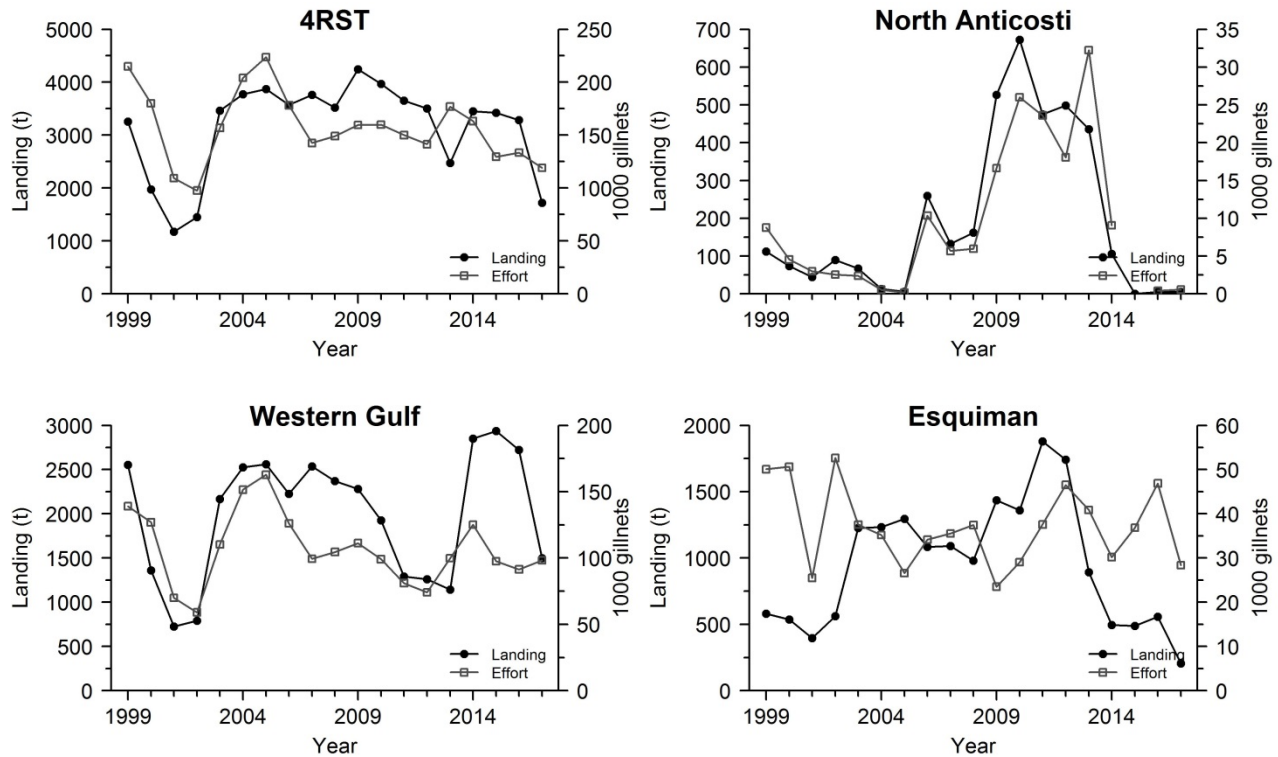 4RST
5000
4000
3000
2000
1000
0
Landing (t)
250
200
150
100
50
0
1000 gillnets
Landing
Effort
1999 2004 2009 2014
Year
North Anticosti
700
600
500
400
300
200
100
0
Landing (t)
35
30
25
20
15
10
5
0
1000 gillnets
Landing
Effort
1999 2004 2009 2014
Year
Western Gulf
3000
2500
2000
1500
1000
500
0
Landing (t)
200
150
100
50
0
1000 gillnets
Landing
Effort
1999 2004 2009 2014
Year
Esquiman
2000
1500
1000
500
0
Landing (t)
60
50
40
30
20
10
0
1000 gillnets
Landing
Effort
1999 2004 2009 2014
Year